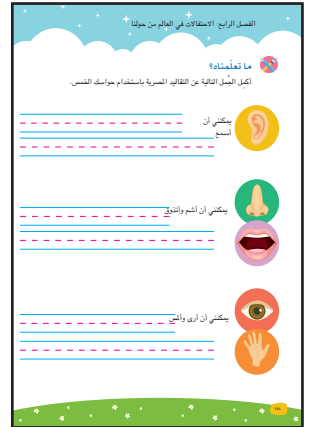 الفصل الرابع: الاحتفالات في العالم من حولنا
ما تعلّمناه؟
أكمل الجُمل التالية عن التقاليد المصرية باستخدام حواسك الخمس.
يمكنني أن
أسمع
يمكنني أن أشم وأتذوق
يمكنني أن أرى وألمس